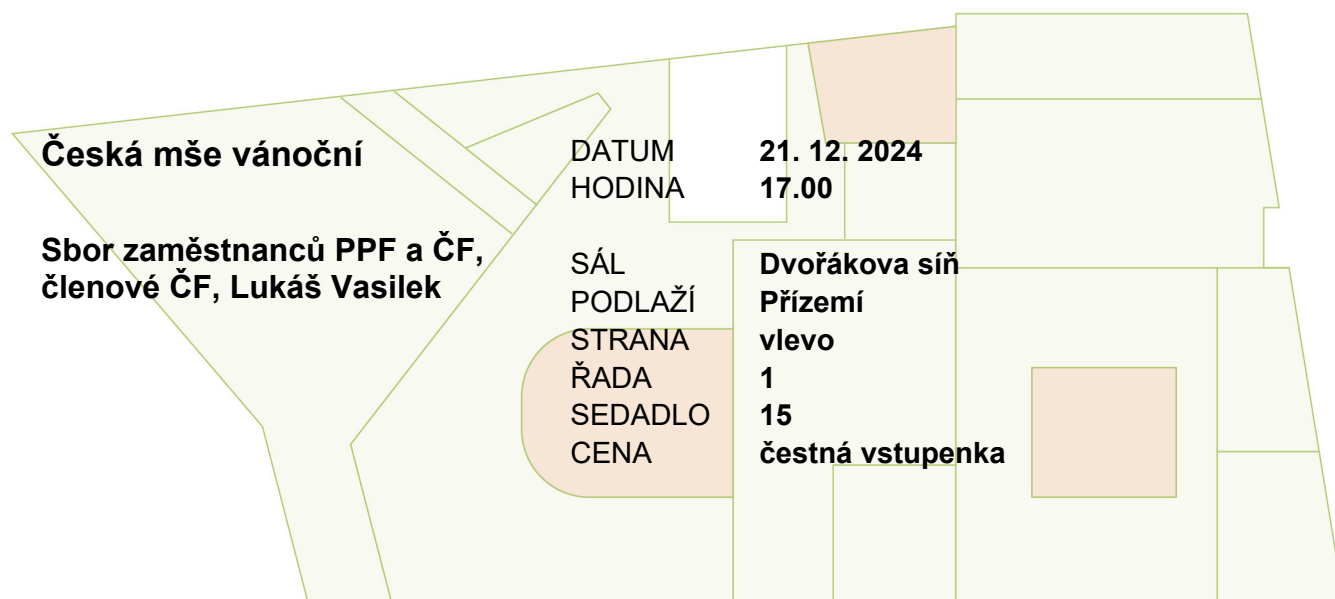 Česká mše vánoční
Sbor zaměstnanců PPF a ČF,
členové ČF, Lukáš Vasilek
DATUM 21. 12. 2024
HODINA 17.00
SÁL Dvořákova síň
PODLAŽÍ Přízemí
STRANA vlevo
ŘADA 1
SEDADLO 15
CENA čestná vstupenka